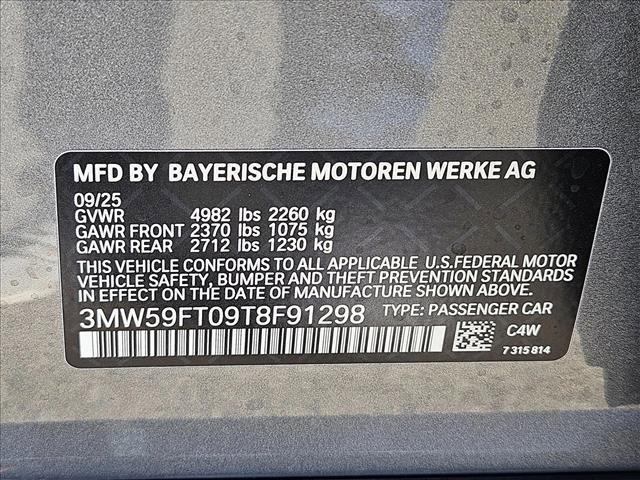 MFD BY BAYERISCHE MOTOREN WERKE AG
09/25
GVWR 4982 lbs 2260 kg
GAWR FRONT 2370 lbs 1075 kg
GAWR REAR 2712 lbs 1230 kg
THIS VEHICLE CONFORMS TO ALL APPLICABLE U.S.FEDERAL MOTOR
VEHICLE SAFETY, BUMPER AND THEFT PREVENTION STANDARDS
IN EFFECT ON THE DATE OF MANUFACTURE SHOWN ABOVE.
3MW59FT09T8F91298 TYPE: PASSENGER CAR
C4W
7 315 814